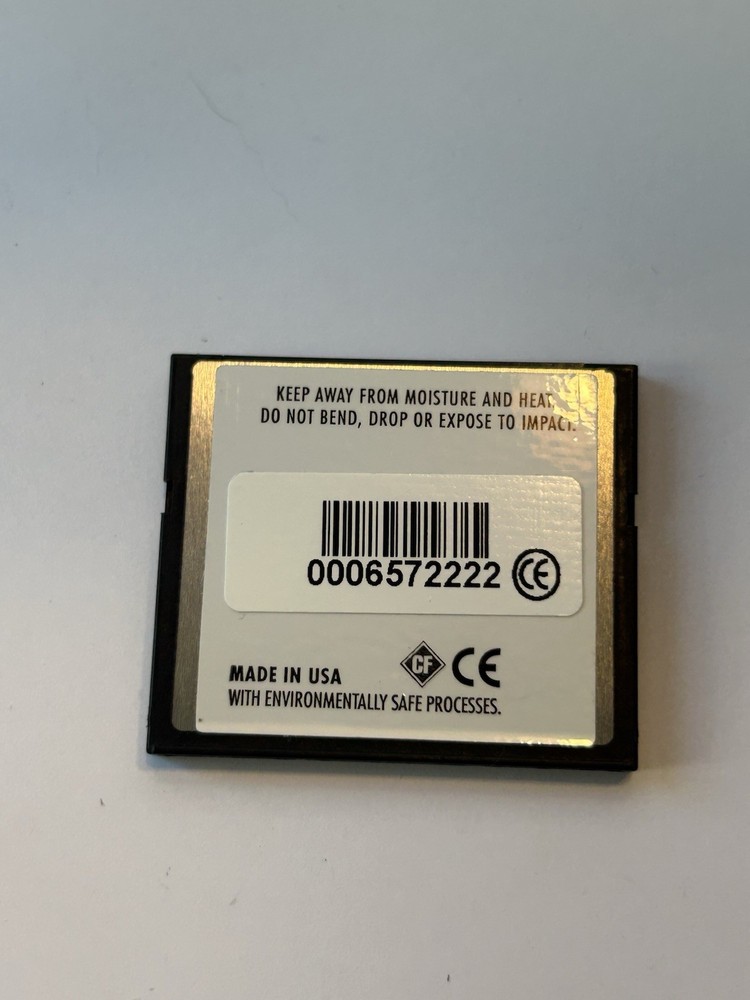 KEEP AWAY FROM MOISTURE AND HEAT.
DO NOT BEND, DROP OR EXPOSE TO IMPACT.
0006572222 CE
CF CE
MADE IN USA
WITH ENVIRONMENTALLY SAFE PROCESSES.